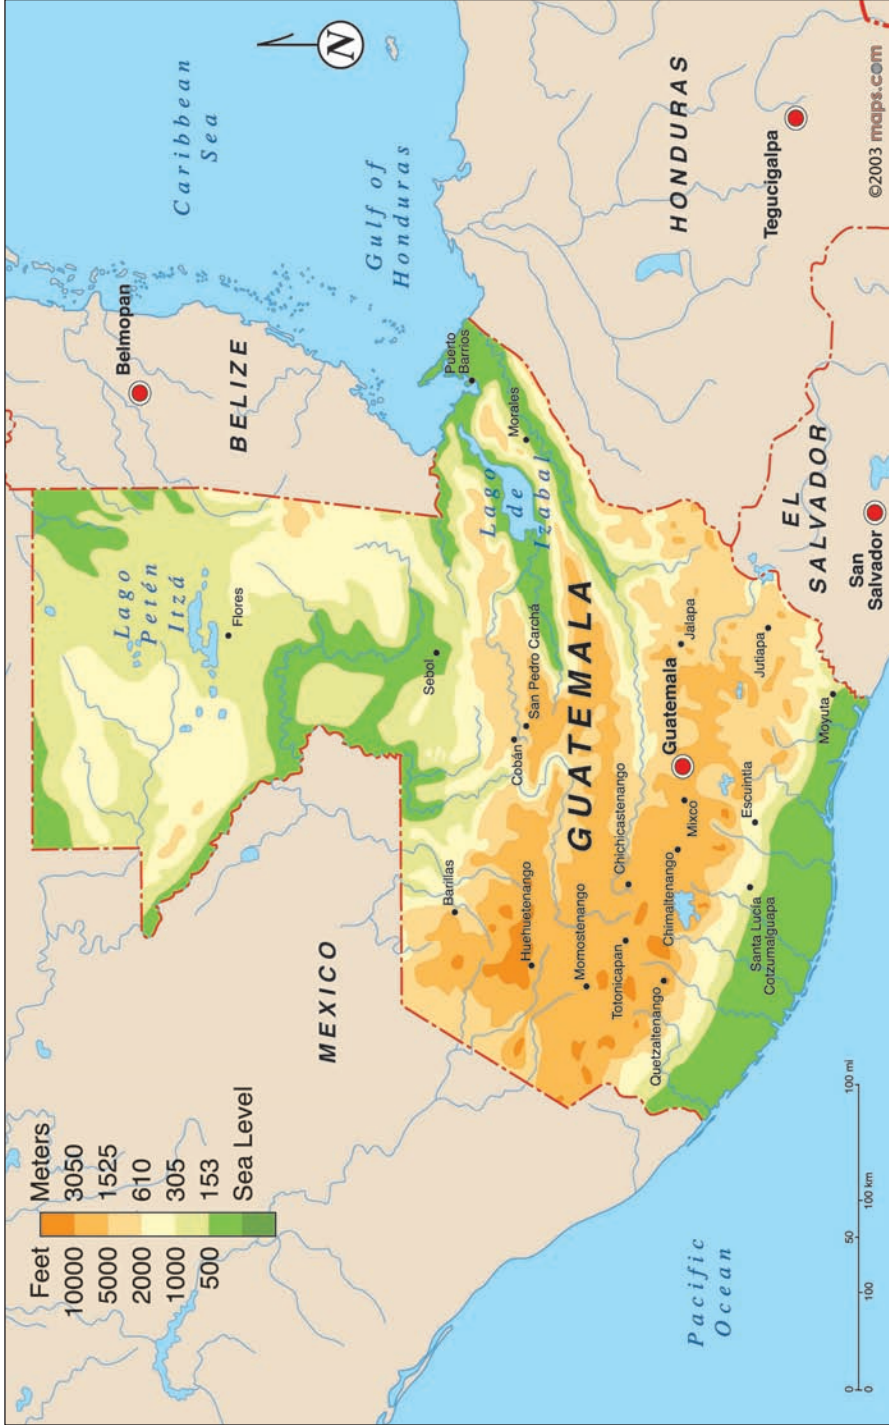 Caribbean
Sea
Gulf of
Honduras
Belmopan
BELIZE
MEXICO
Lago
Petén
Itzá
Flores
Sebol
Puerto
Barrios
Morales
Lago
de
Izabal
GUATEMALA
San Pedro Carchá
Cobán
Barillas
Huehuetenango
Momostenango
Chichicastenango
Totonicapan
Quetzaltenango
Chimaltenango
Mixco
Guatemala
Jalapa
Jutiapa
Escuintla
Santa Lucía
Cotzumalguapa
Moyuta
HONDURAS
Tegucigalpa
EL
SALVADOR
San
Salvador
Pacific
Ocean
Feet Meters
10000 3050
5000 1525
2000 610
1000 305
500 153
Sea Level
0 50 100 mi
0 100 100 km
N
©2003 maps.com